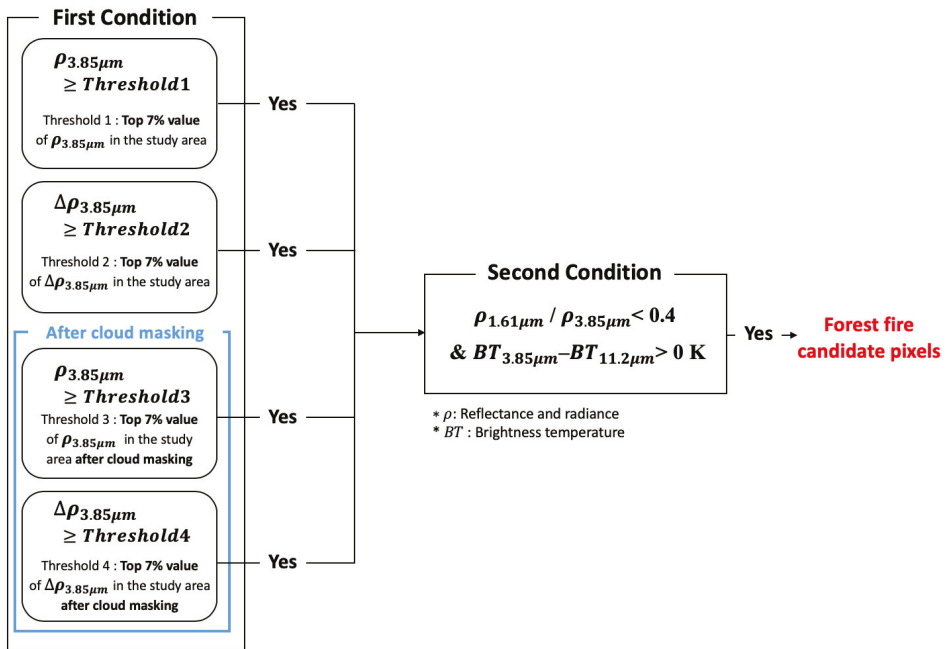 First Condition
ρ3.85μm
≥ Threshold1
Threshold 1 : Top 7% value
of ρ3.85μm in the study area
Yes
Δρ3.85μm
≥ Threshold2
Threshold 2 : Top 7% value
of Δρ3.85μm in the study area
Yes
After cloud masking
ρ3.85μm
≥ Threshold3
Threshold 3 : Top 7% value
of ρ3.85μm in the study
area after cloud masking
Yes
Δρ3.85μm
≥ Threshold4
Threshold 4 : Top 7% value
of Δρ3.85μm in the study area
after cloud masking
Yes
Second Condition
ρ1.61μm / ρ3.85μm< 0.4
& BT3.85μm–BT11.2μm> 0 K
* ρ: Reflectance and radiance
* BT : Brightness temperature
Yes
Forest fire
candidate pixels